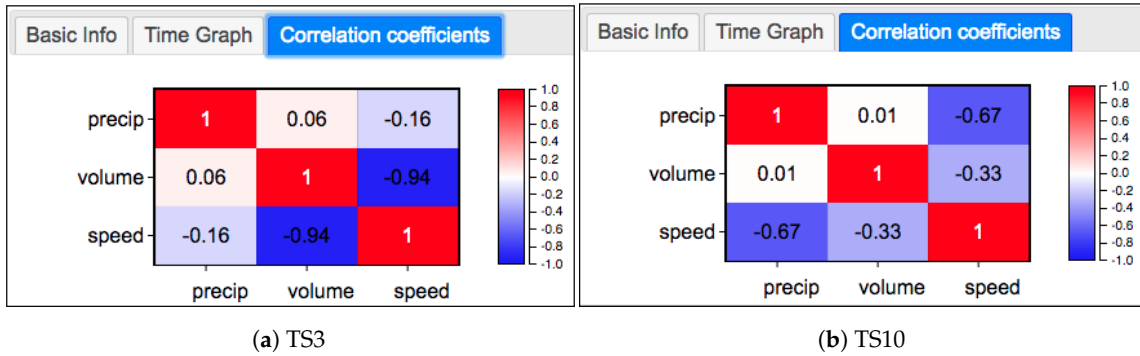 Basic Info Time Graph Correlation coefficients
precip 1 0.06 -0.16
volume 0.06 1 -0.94
speed -0.16 -0.94 1
precip volume speed
1.0
0.8
0.6
0.4
0.2
0.0
-0.2
-0.4
-0.6
-0.8
-1.0
(a) TS3
Basic Info Time Graph Correlation coefficients
precip 1 0.01 -0.67
volume 0.01 1 -0.33
speed -0.67 -0.33 1
precip volume speed
1.0
0.8
0.6
0.4
0.2
0.0
-0.2
-0.4
-0.6
-0.8
-1.0
(b) TS10